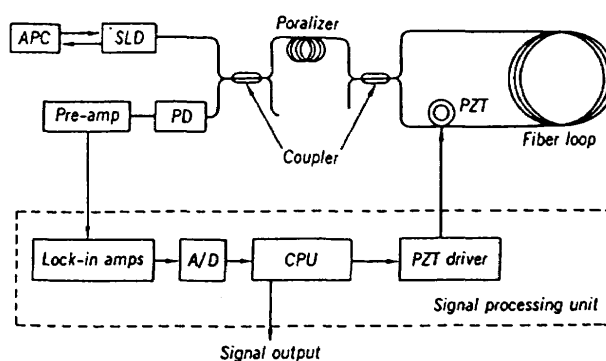 Poralizer
APC
SLD
Pre-amp
PD
PZT
Coupler
Fiber loop
Lock-in amps
A/D
CPU
PZT driver
Signal processing unit
Signal output